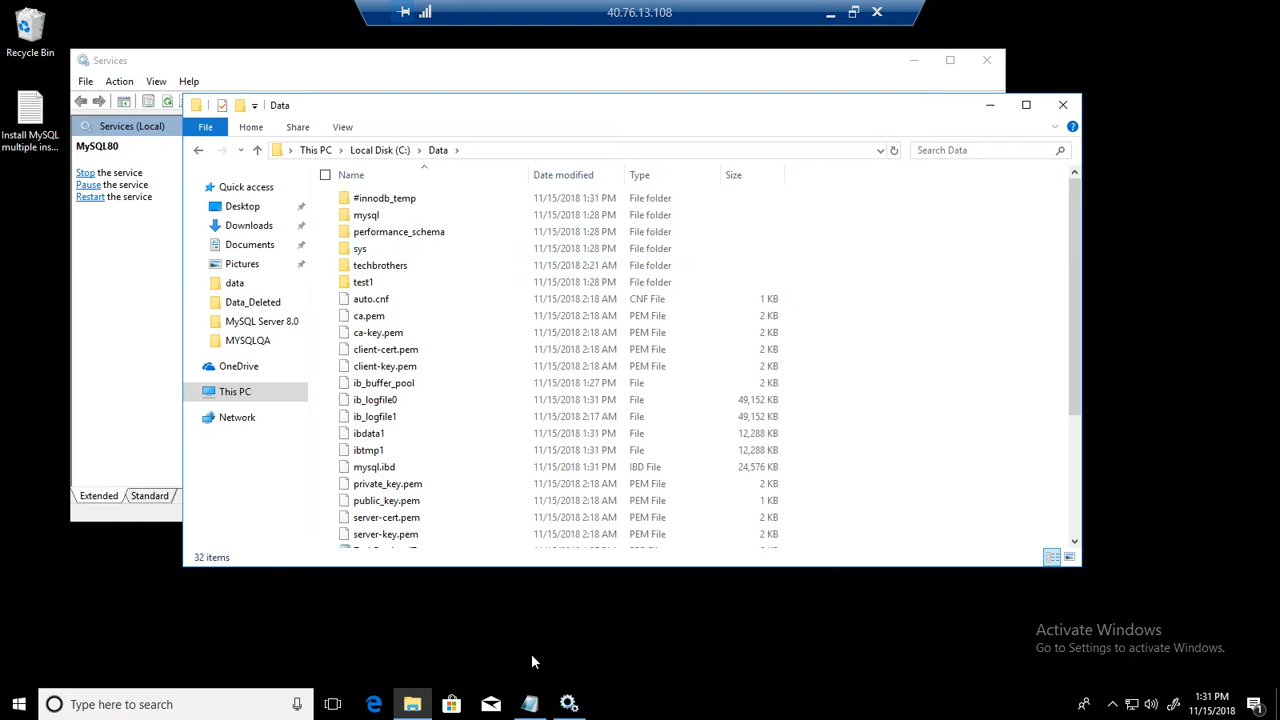 40.76.13.108
Recycle Bin
Install MySQL
multiple ins...
Services
File Action View Help
Services (Local)
MySQL80
Stop the service
Pause the service
Restart the service
Extended Standard
Data
File Home Share View
This PC Local Disk (C:) Data
Search Data
Quick access
Desktop
Downloads
Documents
Pictures
data
Data_Deleted
MySQL Server 8.0
MYSQLQA
OneDrive
This PC
Network
Name Date modified Type Size
#innodb_temp 11/15/2018 1:31 PM File folder
mysql 11/15/2018 1:28 PM File folder
performance_schema 11/15/2018 1:28 PM File folder
sys 11/15/2018 1:28 PM File folder
techbrothers 11/15/2018 2:21 AM File folder
test1 11/15/2018 1:28 PM File folder
auto.cnf 11/15/2018 2:18 AM CNF File 1 KB
ca.pem 11/15/2018 2:18 AM PEM File 2 KB
ca-key.pem 11/15/2018 2:18 AM PEM File 2 KB
client-cert.pem 11/15/2018 2:18 AM PEM File 2 KB
client-key.pem 11/15/2018 2:18 AM PEM File 2 KB
ib_buffer_pool 11/15/2018 1:27 PM File 2 KB
ib_logfile0 11/15/2018 1:31 PM File 49,152 KB
ib_logfile1 11/15/2018 2:17 AM File 49,152 KB
ibdata1 11/15/2018 1:31 PM File 12,288 KB
ibtmp1 11/15/2018 1:31 PM File 12,288 KB
mysql.ibd 11/15/2018 1:31 PM IBD File 24,576 KB
private_key.pem 11/15/2018 2:18 AM PEM File 2 KB
public_key.pem 11/15/2018 2:18 AM PEM File 1 KB
server-cert.pem 11/15/2018 2:18 AM PEM File 2 KB
server-key.pem 11/15/2018 2:18 AM PEM File 2 KB
32 items
Activate Windows
Go to Settings to activate Windows.
Type here to search
1:31 PM
11/15/2018